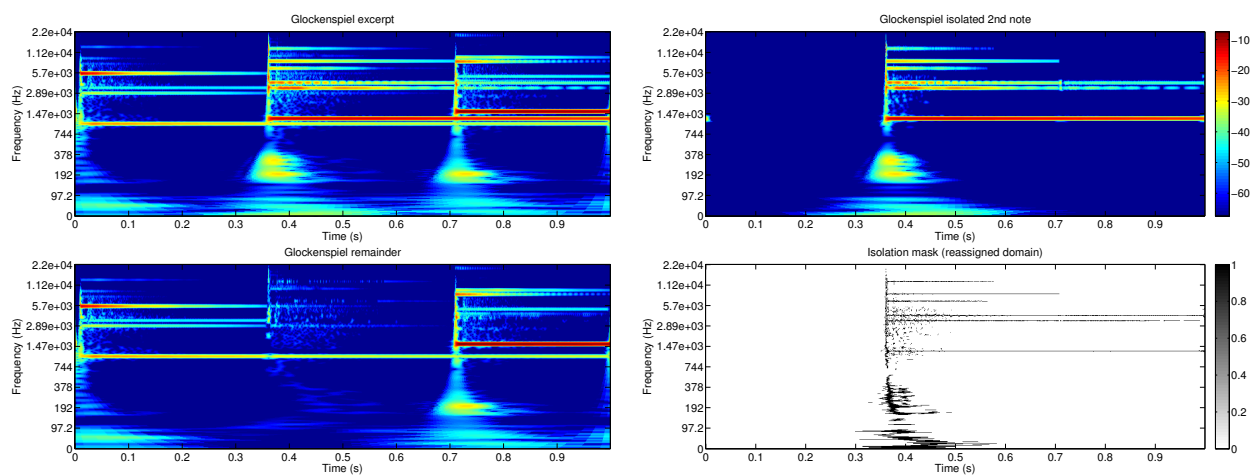 Glockenspiel excerpt
2.2e+04
1.12e+04
5.7e+03
2.89e+03
1.47e+03
744
378
192
97.2
0
Frequency (Hz)
0 0.1 0.2 0.3 0.4 0.5 0.6 0.7 0.8 0.9
Time (s)
Glockenspiel isolated 2nd note
2.2e+04
1.12e+04
5.7e+03
2.89e+03
1.47e+03
744
378
192
97.2
0
Frequency (Hz)
0 0.1 0.2 0.3 0.4 0.5 0.6 0.7 0.8 0.9
Time (s)
−10
−20
−30
−40
−50
−60
Glockenspiel remainder
2.2e+04
1.12e+04
5.7e+03
2.89e+03
1.47e+03
744
378
192
97.2
0
Frequency (Hz)
0 0.1 0.2 0.3 0.4 0.5 0.6 0.7 0.8 0.9
Time (s)
Isolation mask (reassigned domain)
2.2e+04
1.12e+04
5.7e+03
2.89e+03
1.47e+03
744
378
192
97.2
0
Frequency (Hz)
0 0.1 0.2 0.3 0.4 0.5 0.6 0.7 0.8 0.9
Time (s)
1
0.8
0.6
0.4
0.2
0